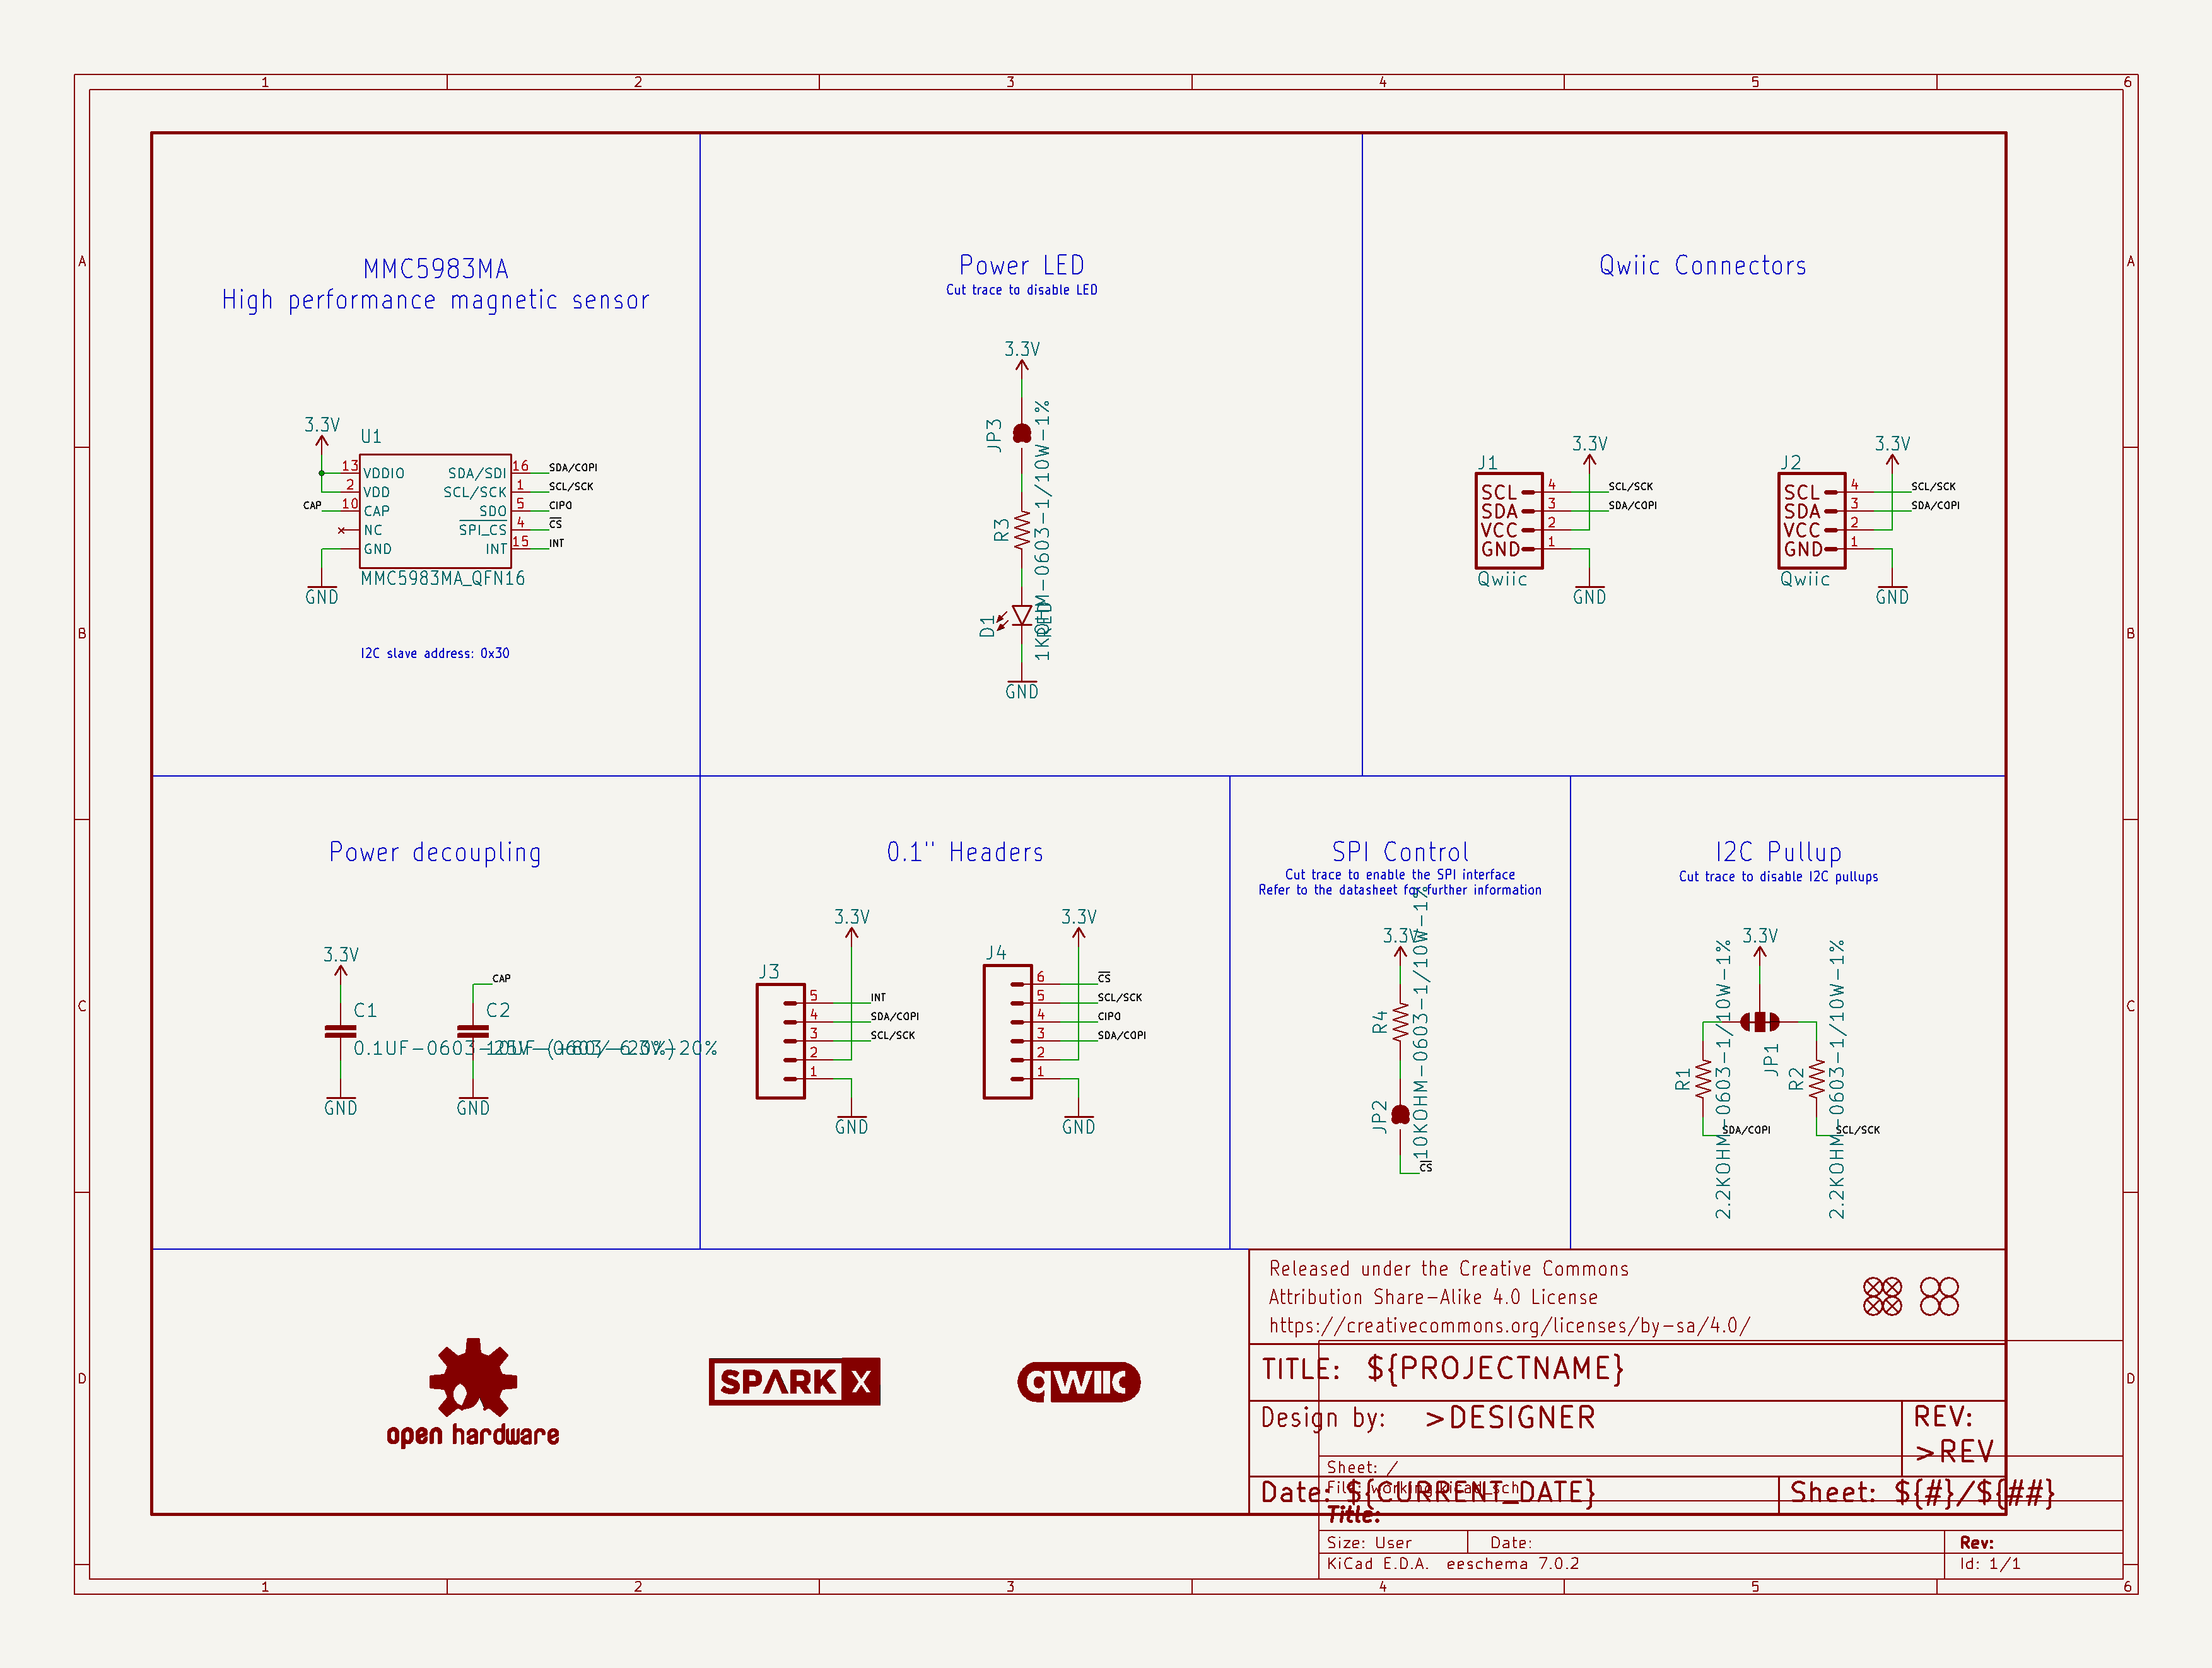 1 2 3 4 5 6
A A
B B
C C
D D
MMC5983MA
High performance magnetic sensor
3.3V
U1
13 VDDIO
2 VDD
CAP 10 CAP
NC
GND
SDA/SDI 16 SDA/COPI
SCL/SCK 1 SCL/SCK
SDO 5 CIPO
SPI_CS 4 CS
INT 15 INT
MMC5983MA_QFN16
GND
I2C slave address: 0x30
Power LED
Cut trace to disable LED
3.3V
JP3
R3
1KOHM-0603-1/10W-1%
D1
RED
GND
Qwiic Connectors
3.3V
J1
SCL 4 SCL/SCK
SDA 3 SDA/COPI
VCC 2
GND 1
Qwiic
GND
3.3V
J2
SCL 4 SCL/SCK
SDA 3 SDA/COPI
VCC 2
GND 1
Qwiic
GND
Power decoupling
3.3V
C1
GND
CAP
C2
GND
0.1" Headers
3.3V
J3
5 INT
4 SDA/COPI
3 SCL/SCK
2
1
GND
3.3V
J4
6 CS
5 SCL/SCK
4 CIPO
3 SDA/COPI
2
1
GND
SPI Control
Cut trace to enable the SPI interface
Refer to the datasheet for further information
3.3V
R4
10KOHM-0603-1/10W-1%
JP2
CS
I2C Pullup
Cut trace to disable I2C pullups
3.3V
JP1
R1
2.2KOHM-0603-1/10W-1%
SDA/COPI
R2
2.2KOHM-0603-1/10W-1%
SCL/SCK
open hardware
SPARK X
qwiic
Released under the Creative Commons
Attribution Share-Alike 4.0 License
https://creativecommons.org/licenses/by-sa/4.0/
TITLE: ${PROJECTNAME}
Design by: >DESIGNER
REV:
>REV
Date: ${CURRENT_DATE}
Sheet: ${#}/${##}
Sheet: /
File: working.kicad_sch
Title:
Size: User Date: Rev:
KiCad E.D.A. eeschema 7.0.2 Id: 1/1
1 2 3 4 5 6